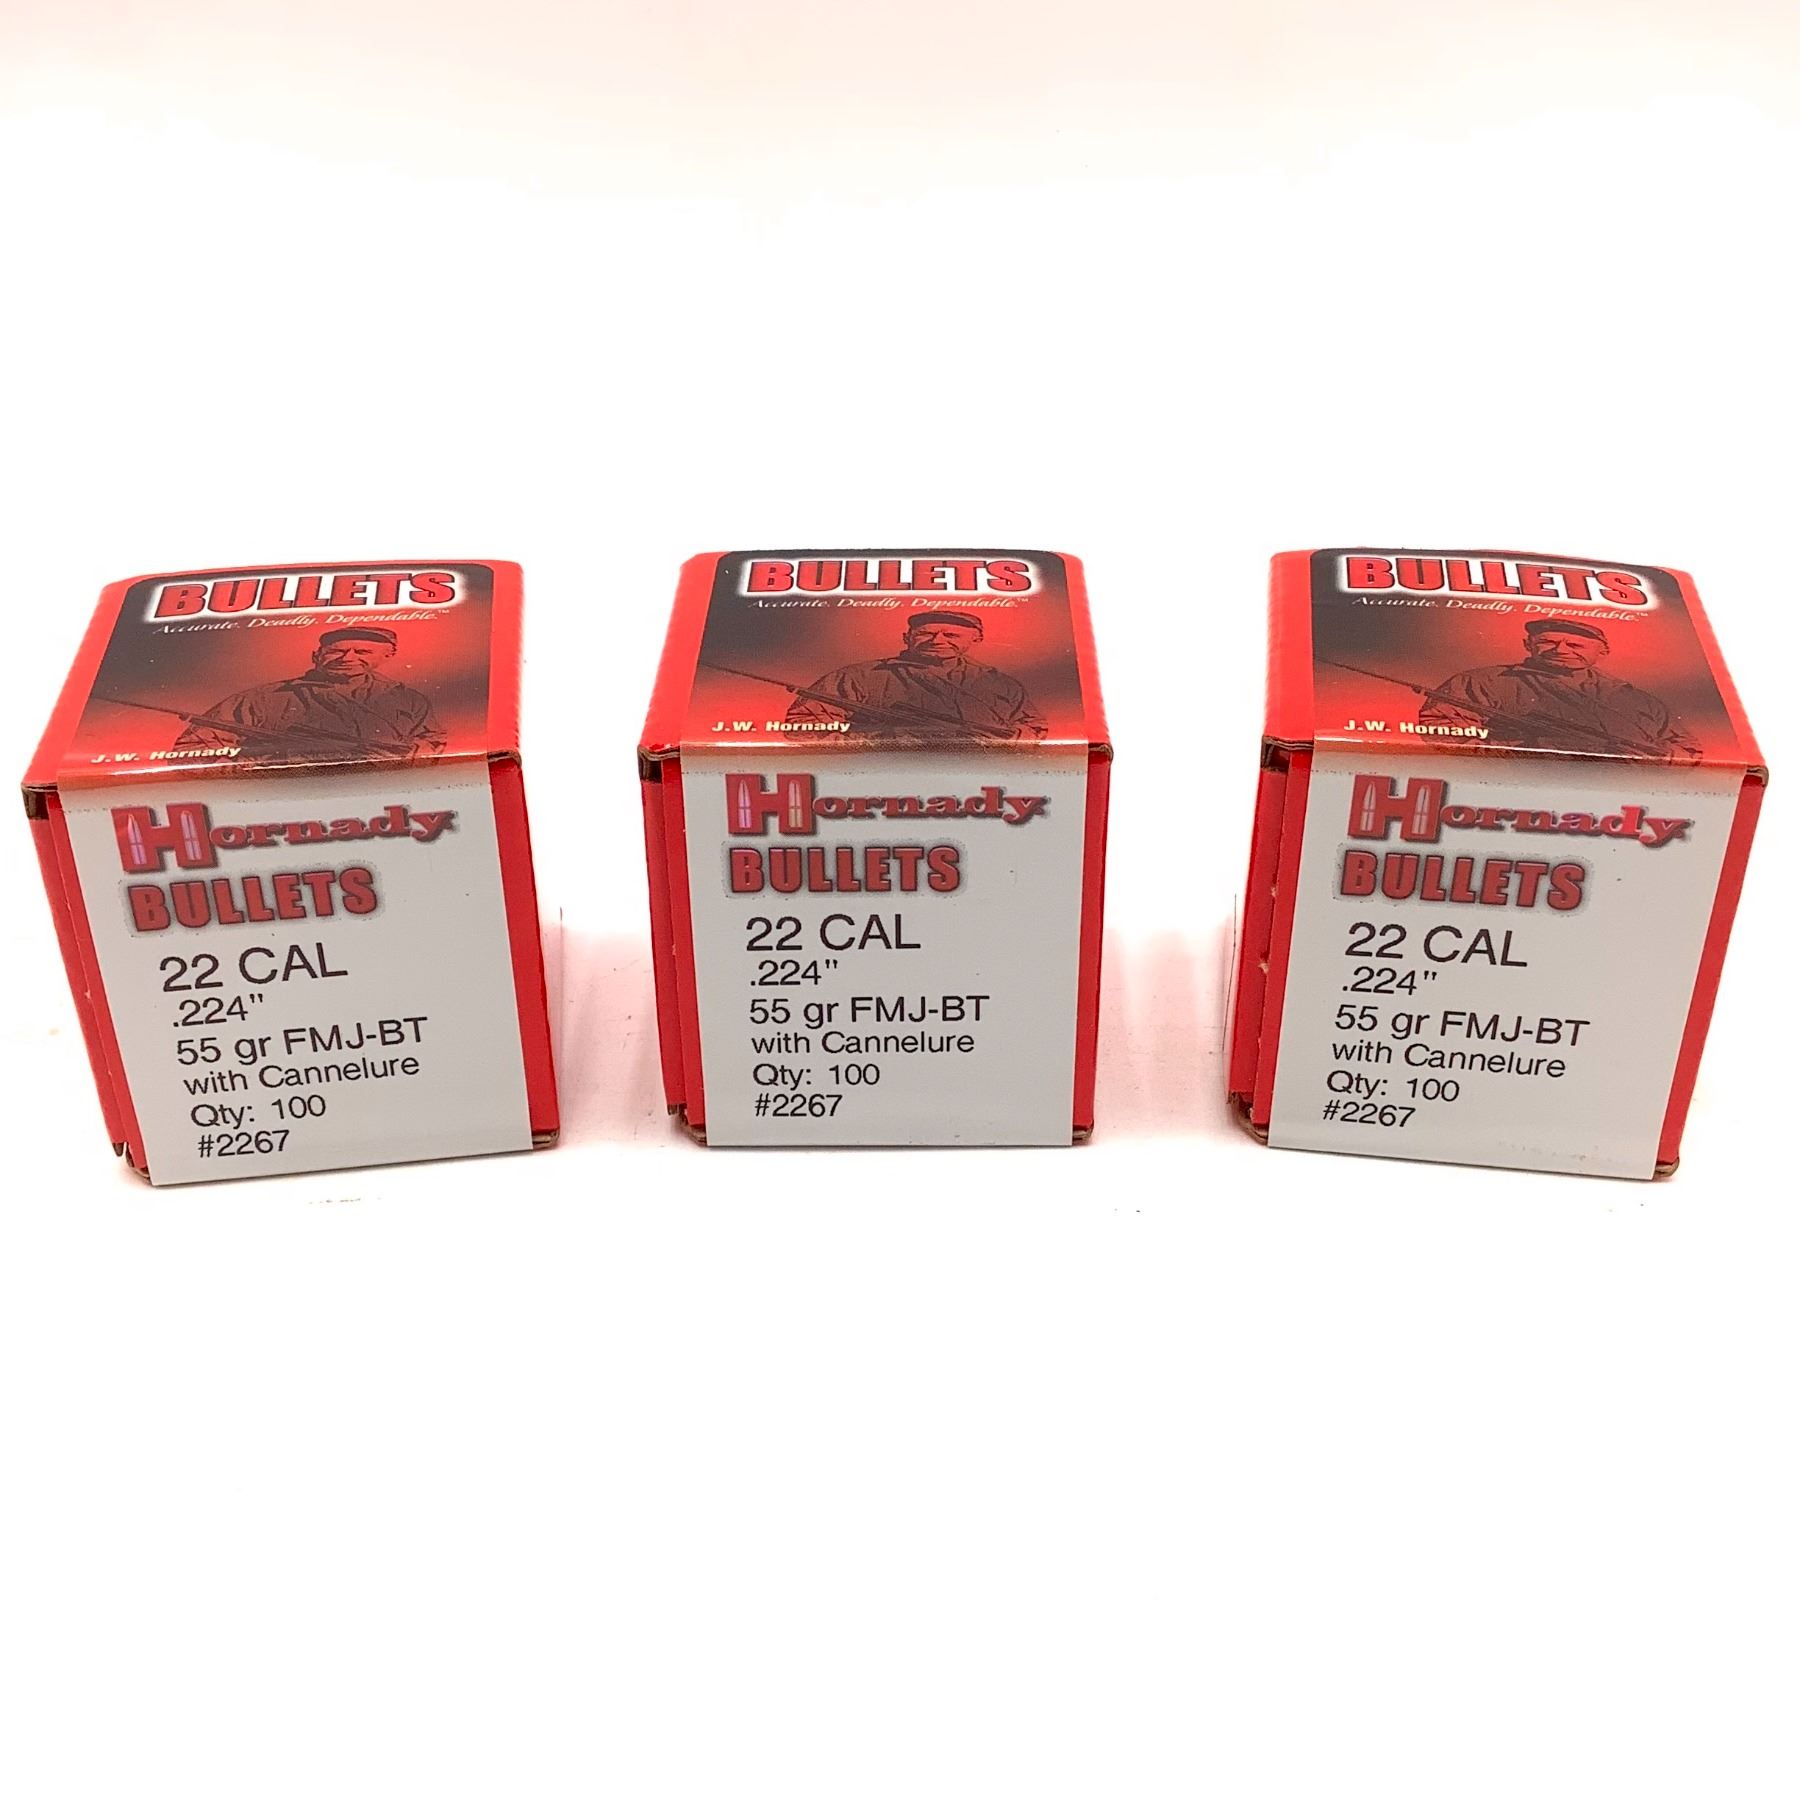 BULLETS
Accurate. Deadly. Dependable.™
J.W. Hornady
Hornady
BULLETS
22 CAL
.224"
55 gr FMJ-BT
with Cannelure
Qty: 100
#2267
BULLETS
Accurate. Deadly. Dependable.™
J.W. Hornady
Hornady
BULLETS
22 CAL
.224"
55 gr FMJ-BT
with Cannelure
Qty: 100
#2267
BULLETS
Accurate. Deadly. Dependable.™
J.W. Hornady
Hornady
BULLETS
22 CAL
.224"
55 gr FMJ-BT
with Cannelure
Qty: 100
#2267